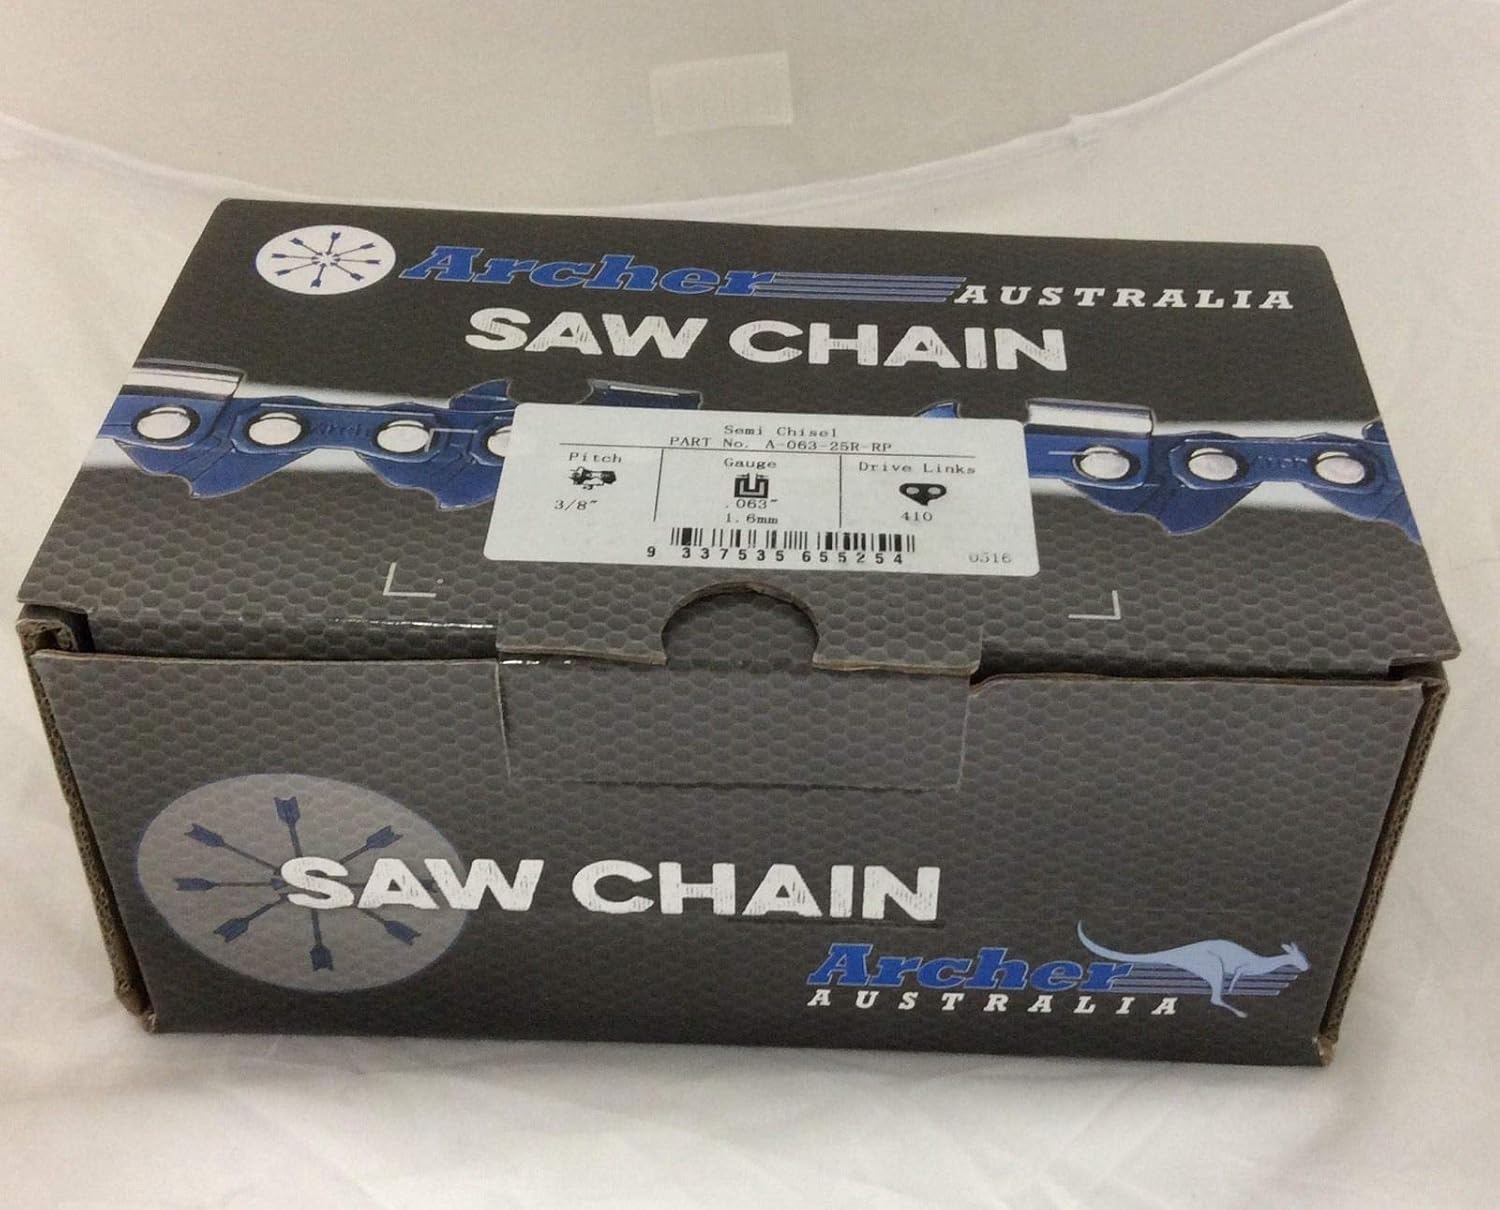 Archer AUSTRALIA
SAW CHAIN
Semi Chisel
PART No. A-063-25R-RP
Pitch
3/8"
Gauge
.063"
1.6mm
Drive Links
410
9 337535 655254
0516
SAW CHAIN
Archer
AUSTRALIA